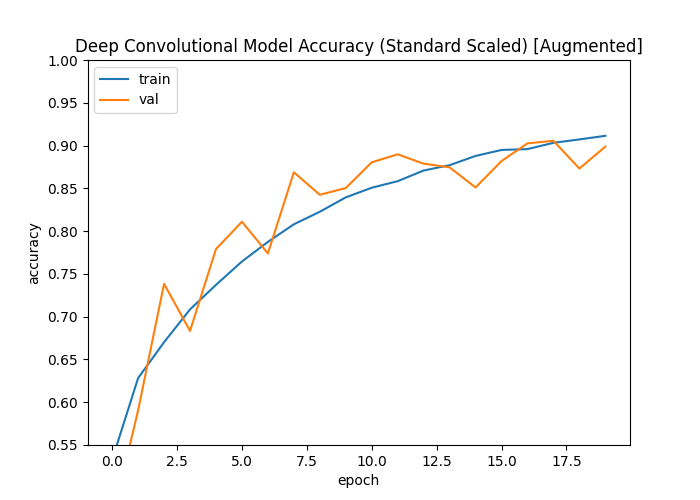 Deep Convolutional Model Accuracy (Standard Scaled) [Augmented]
train
val
1.00
0.95
0.90
0.85
0.80
0.75
0.70
0.65
0.60
0.55
accuracy
0.0 2.5 5.0 7.5 10.0 12.5 15.0 17.5
epoch